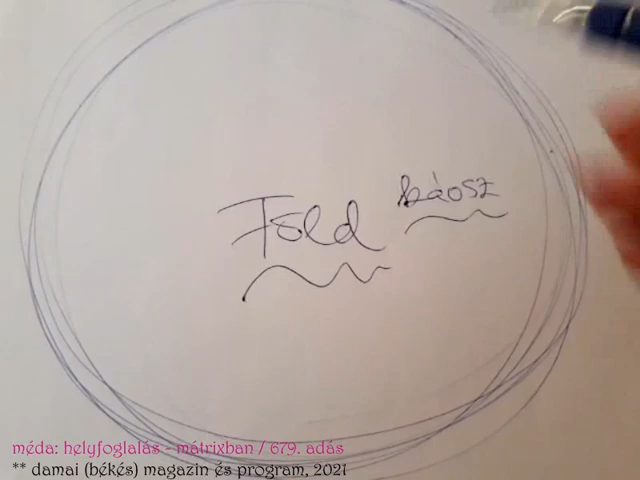 Föld káosz
méda: helyfoglalás - mátrixban / 679. adás
** damai (békés) magazin és program, 2021